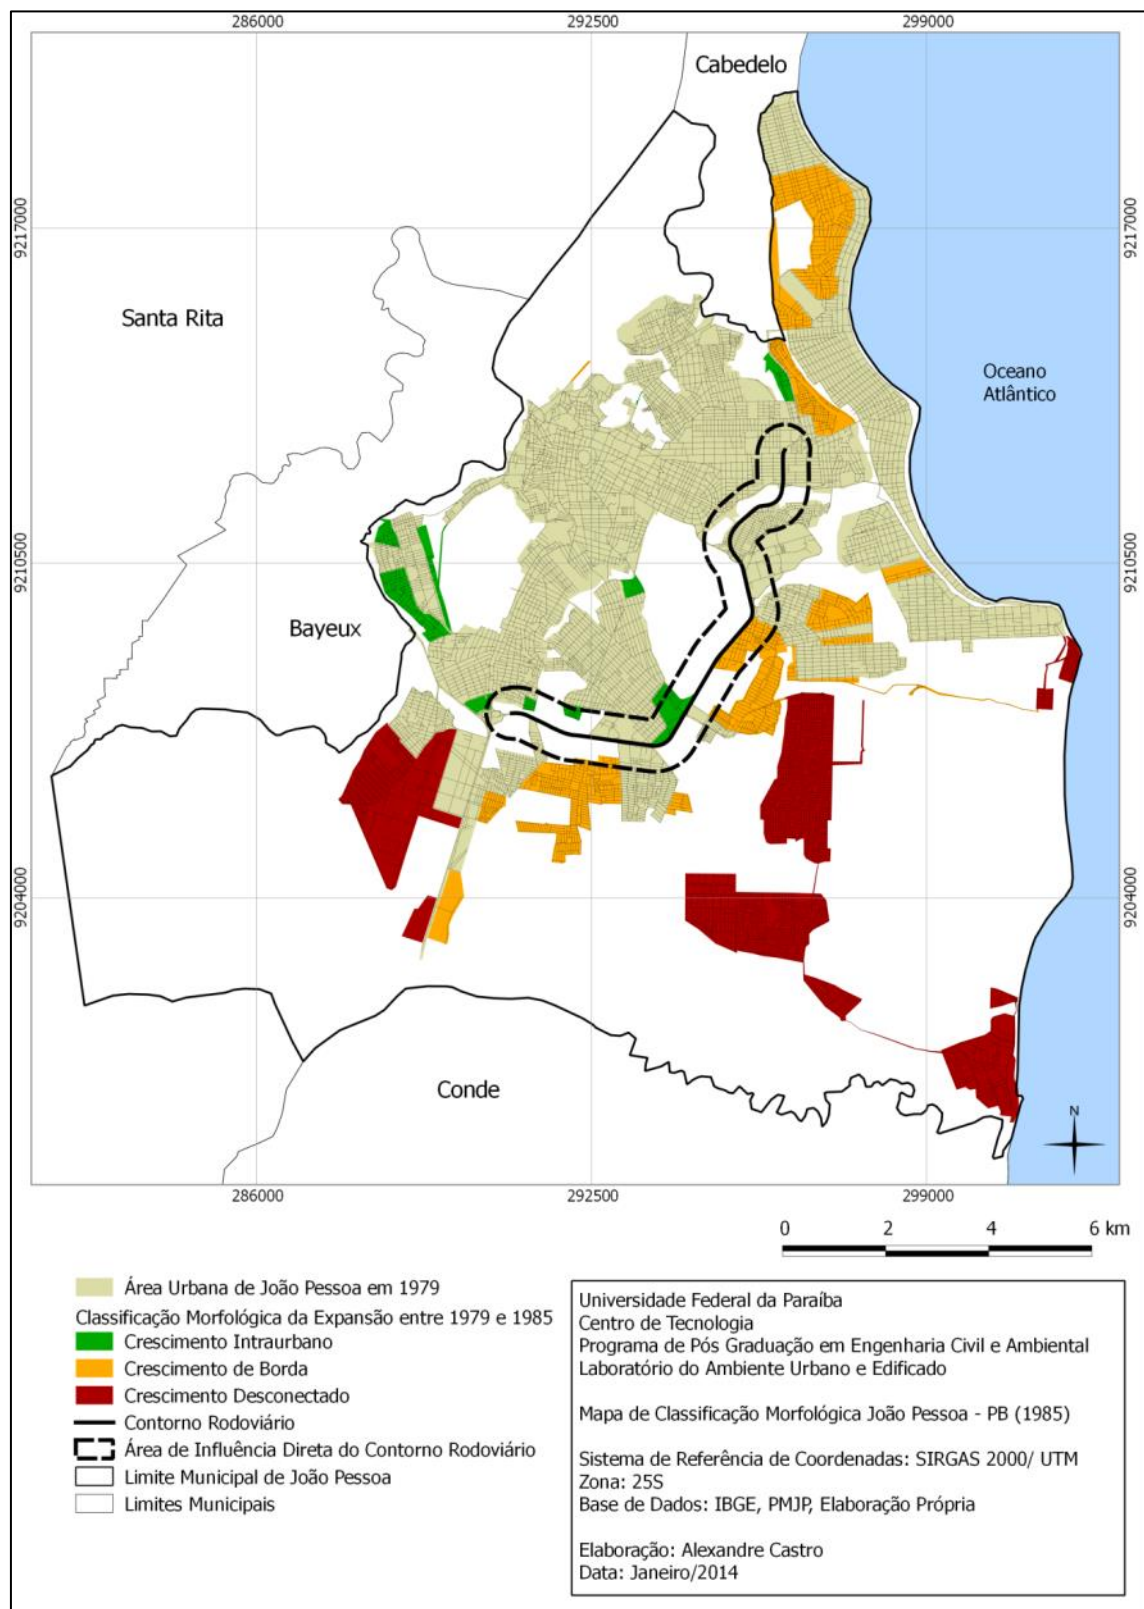 286000
292500
299000
Cabedelo
9217000
9217000
Santa Rita
Oceano
Atlântico
9210500
9210500
Bayeux
9204000
9204000
Conde
N
286000
292500
299000
0
2
4
6 km
Área Urbana de João Pessoa em 1979
Classificação Morfológica da Expansão entre 1979 e 1985
Crescimento Intraurbano
Crescimento de Borda
Crescimento Desconectado
Contorno Rodoviário
Área de Influência Direta do Contorno Rodoviário
Limite Municipal de João Pessoa
Limites Municipais
Universidade Federal da Paraíba
Centro de Tecnologia
Programa de Pós Graduação em Engenharia Civil e Ambiental
Laboratório do Ambiente Urbano e Edificado
Mapa de Classificação Morfológica João Pessoa - PB (1985)
Sistema de Referência de Coordenadas: SIRGAS 2000/ UTM
Zona: 25S
Base de Dados: IBGE, PMJP, Elaboração Própria
Elaboração: Alexandre Castro
Data: Janeiro/2014